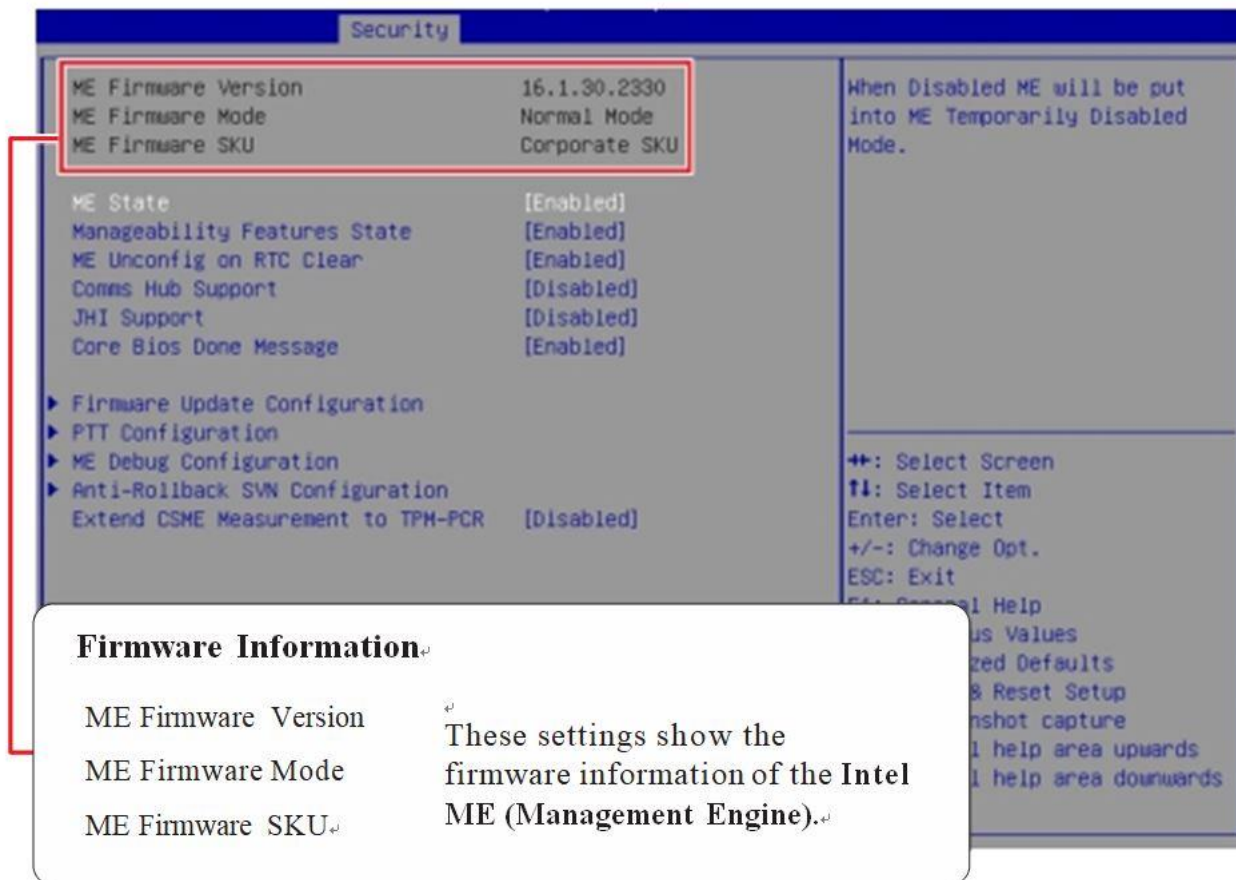 Security
ME Firmware Version 16.1.30.2330
ME Firmware Mode Normal Mode
ME Firmware SKU Corporate SKU
ME State [Enabled]
Manageability Features State [Enabled]
ME Unconfig on RTC Clear [Enabled]
Comms Hub Support [Disabled]
JHI Support [Disabled]
Core Bios Done Message [Enabled]
Firmware Update Configuration
PTT Configuration
ME Debug Configuration
Anti-Rollback SVN Configuration
Extend CSME Measurement to TPM-PCR [Disabled]
When Disabled ME will be put
into ME Temporarily Disabled
Mode.
↔: Select Screen
↑↓: Select Item
Enter: Select
+/-: Change Opt.
ESC: Exit
Help
Values
Defaults
& Reset Setup
capture
help area upwards
help area downwards
Firmware Information
ME Firmware Version
ME Firmware Mode
ME Firmware SKU
These settings show the
firmware information of the Intel
ME (Management Engine).